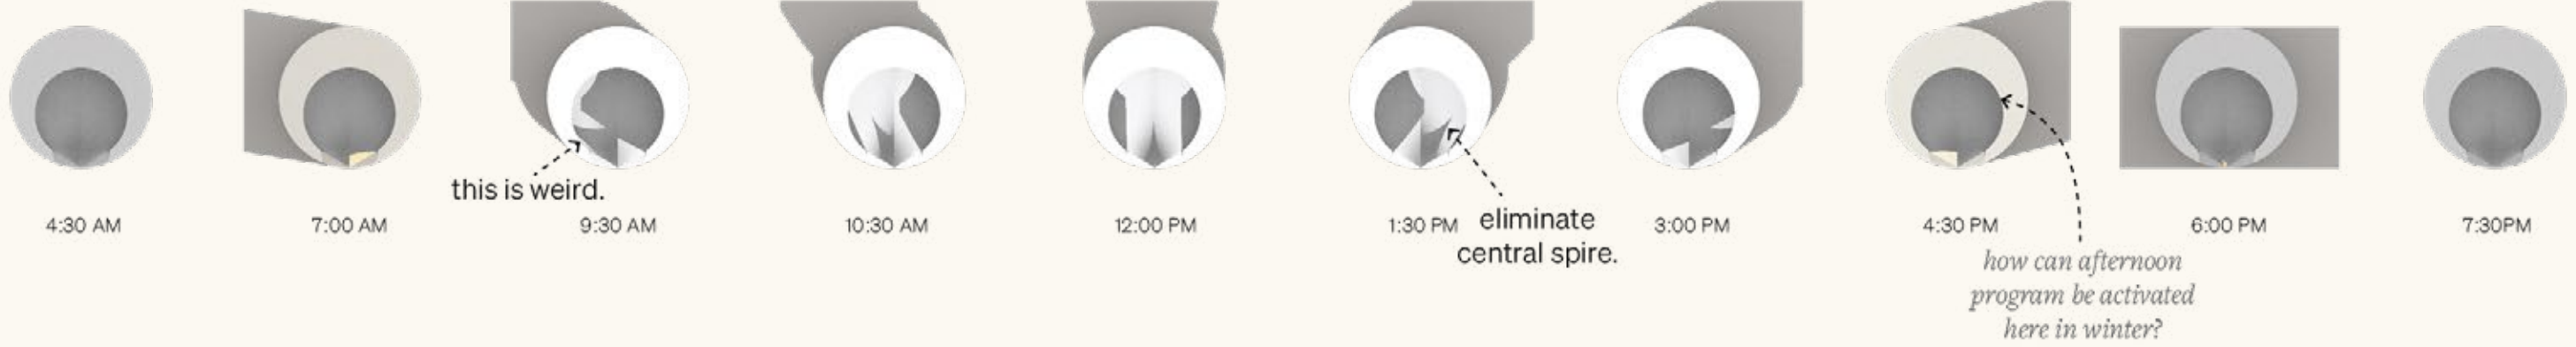 this is weird.
4:30 AM
7:00 AM
9:30 AM
10:30 AM
12:00 PM
1:30 PM
eliminate
central spire.
3:00 PM
4:30 PM
6:00 PM
7:30PM
how can afternoon
program be activated
here in winter?